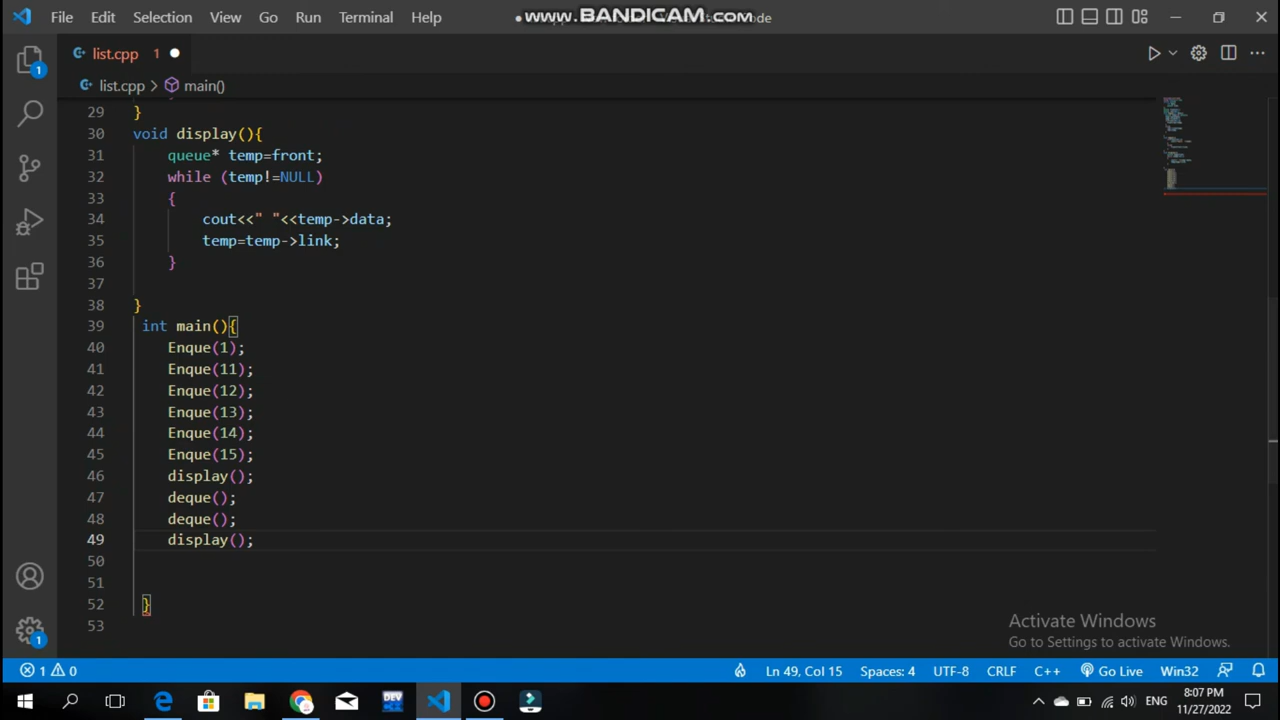 File Edit Selection View Go Run Terminal Help
www.BANDICAM.com ode
list.cpp 1
list.cpp > main()
29 }
30 void display(){
31 queue* temp=front;
32 while (temp!=NULL)
33 {
34 cout<<" "<<temp->data;
35 temp=temp->link;
36 }
37
38 }
39 int main(){
40 Enque(1);
41 Enque(11);
42 Enque(12);
43 Enque(13);
44 Enque(14);
45 Enque(15);
46 display();
47 deque();
48 deque();
49 display();
50
51
52 }
53
1
1
Activate Windows
Go to Settings to activate Windows.
1 0 Ln 49, Col 15 Spaces: 4 UTF-8 CRLF C++ Go Live Win32
DEV
ENG
8:07 PM
11/27/2022